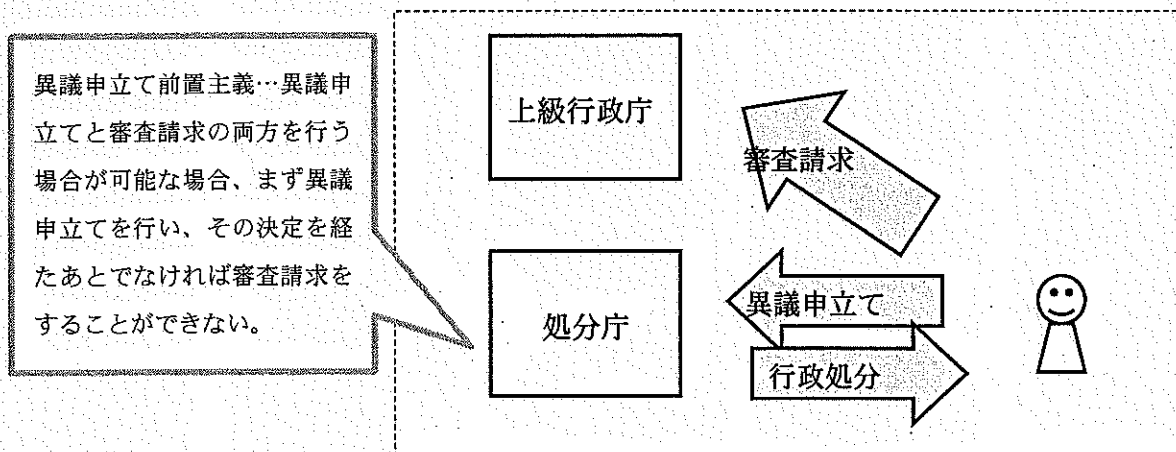 異議申立て前置主義…異議申
立てと審査請求の両方を行う
場合が可能な場合、まず異議
申立てを行い、その決定を経
たあとでなければ審査請求を
することができない。
上級行政庁
審査請求
処分庁
異議申立て
行政処分